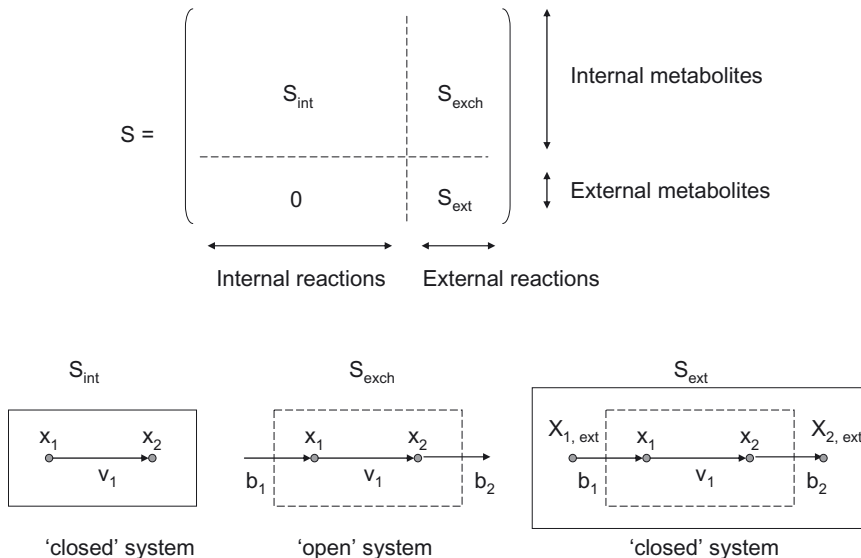 S_int
S_exch
Internal metabolites
S =
0
S_ext
External metabolites
Internal reactions
External reactions
S_int
S_exch
S_ext
x_1
x_2
v_1
x_1
x_2
b_1
v_1
b_2
X_1, ext
x_1
x_2
X_2, ext
b_1
v_1
b_2
'closed' system
'open' system
'closed' system